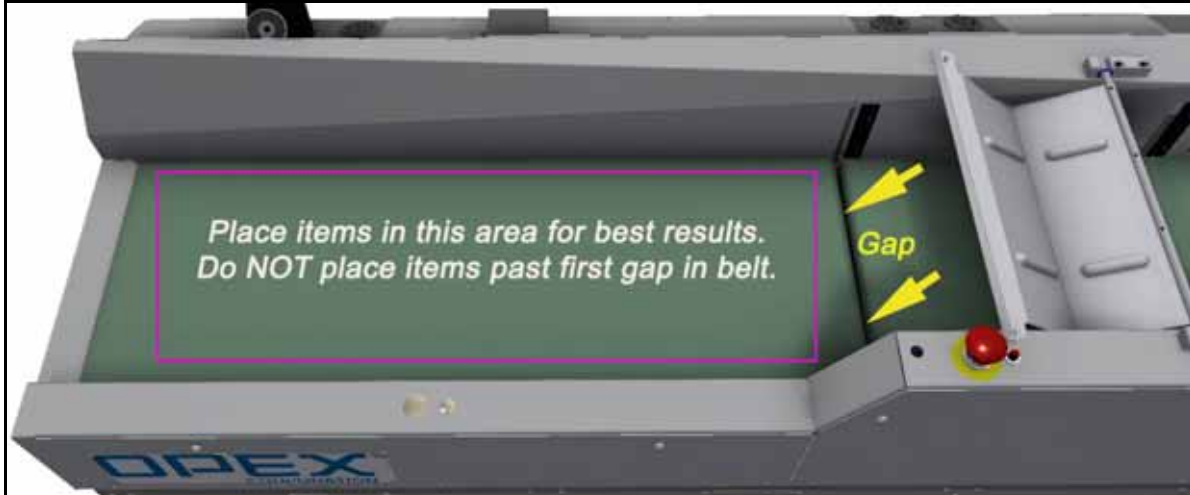 Place items in this area for best results.
Do NOT place items past first gap in belt.
Gap
OPEX
CORPORATION